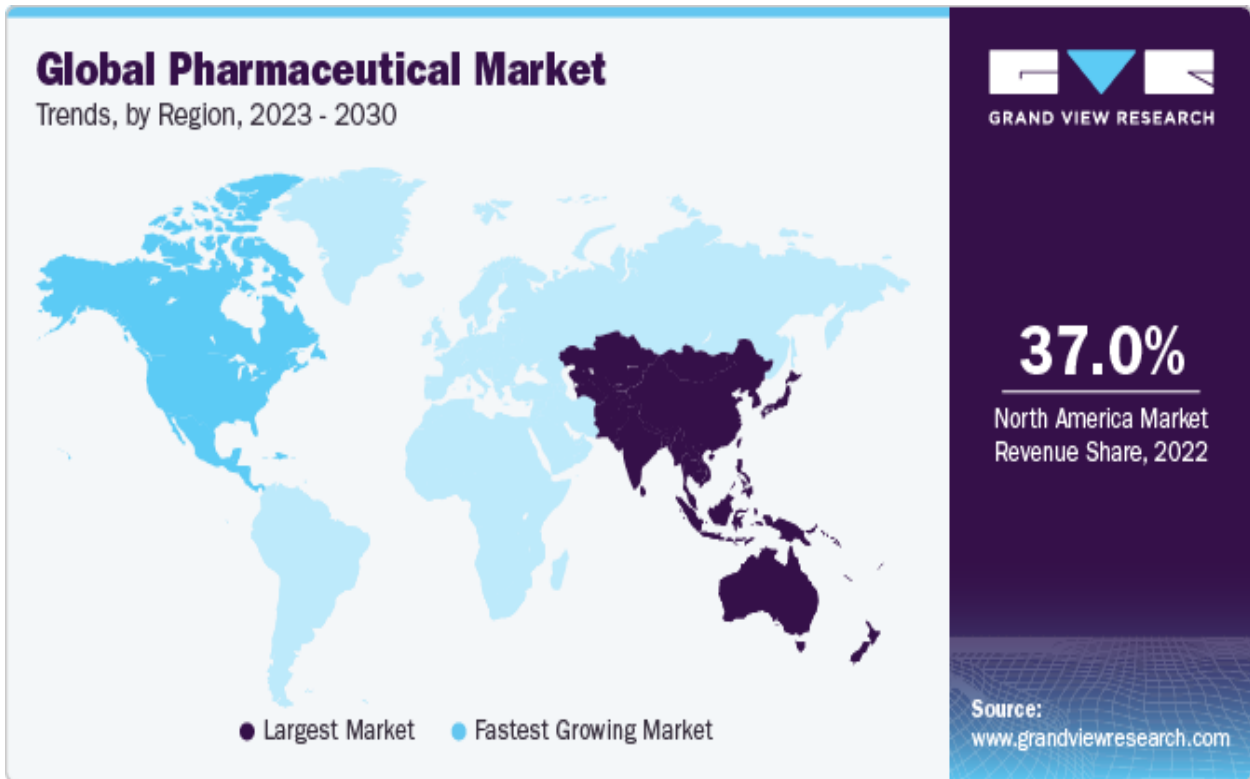 Global Pharmaceutical Market
Trends, by Region, 2023 - 2030
GRAND VIEW RESEARCH
37.0%
North America Market
Revenue Share, 2022
Largest Market
Fastest Growing Market
Source:
www.grandviewresearch.com